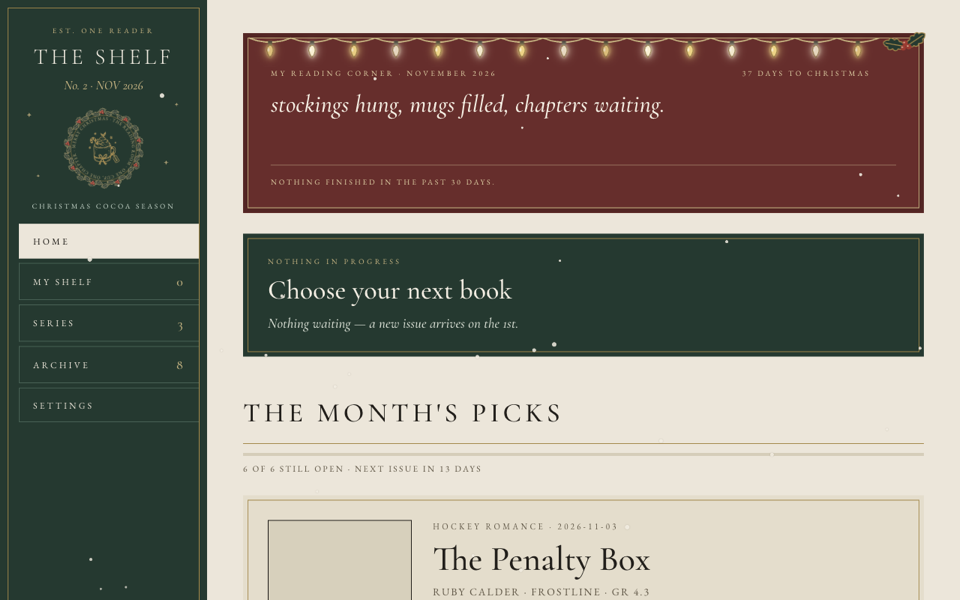 EST. ONE READER
THE SHELF
No. 2 · NOV 2026
CHRISTMAS COCOA SEASON
HOME
MY SHELF 0
SERIES 3
ARCHIVE 8
SETTINGS
MY READING CORNER · NOVEMBER 2026
37 DAYS TO CHRISTMAS
stockings hung, mugs filled, chapters waiting.
NOTHING FINISHED IN THE PAST 30 DAYS.
NOTHING IN PROGRESS
Choose your next book
Nothing waiting — a new issue arrives on the 1st.
THE MONTH'S PICKS
6 OF 6 STILL OPEN · NEXT ISSUE IN 13 DAYS
HOCKEY ROMANCE · 2026-11-03
The Penalty Box
RUBY CALDER · FROSTLINE · GR 4.3